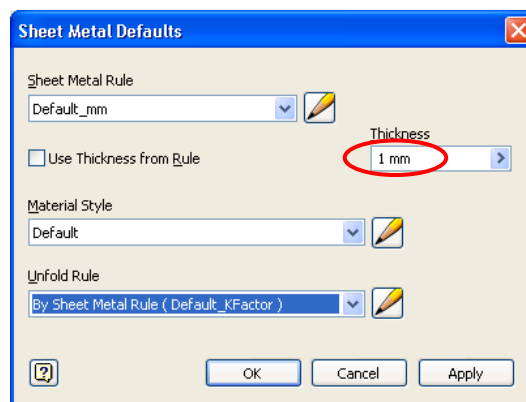 Sheet Metal Defaults
Sheet Metal Rule
Default_mm
Thickness
Use Thickness from Rule
1 mm
Material Style
Default
Unfold Rule
By Sheet Metal Rule ( Default_KFactor )
? OK Cancel Apply